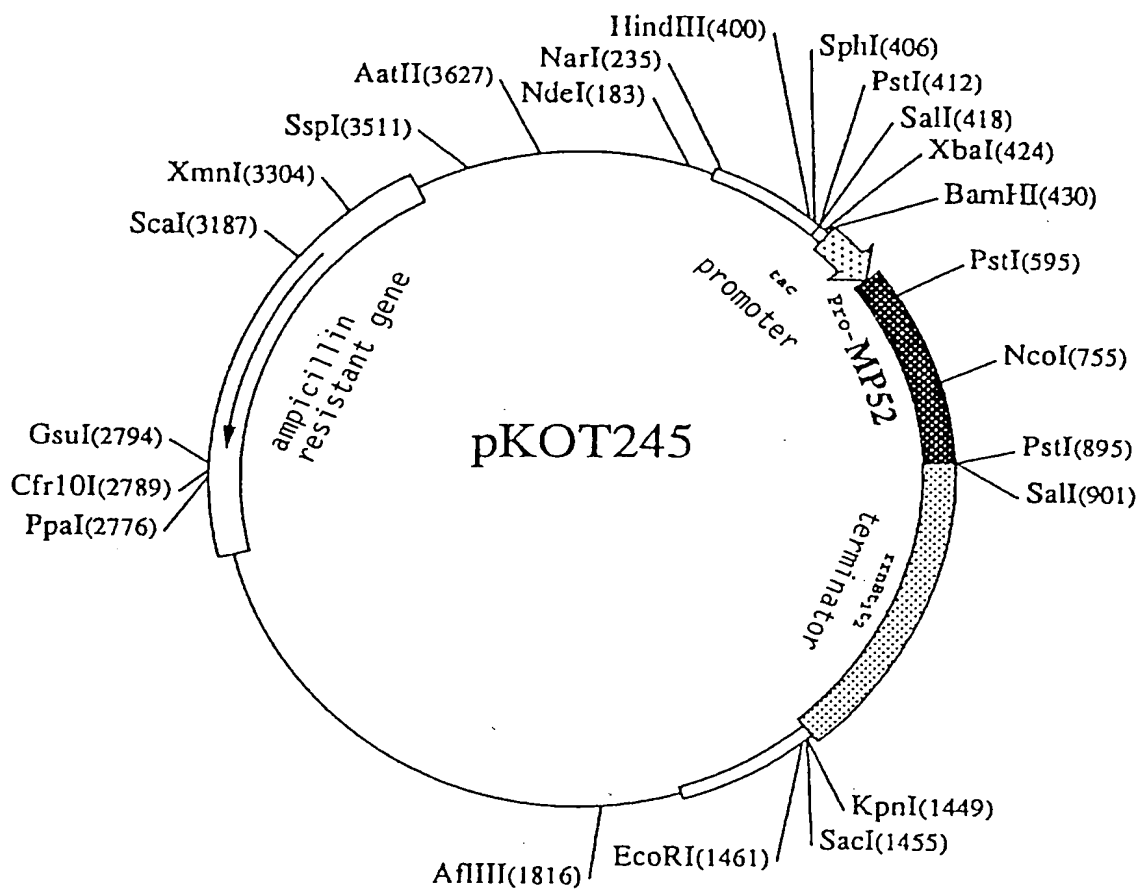 HindIII(400)
SphI(406)
NarI(235)
PstI(412)
AatII(3627)
NdeI(183)
SalI(418)
SspI(3511)
XbaI(424)
XmnI(3304)
BamHI(430)
ScaI(3187)
PstI(595)
tac
promoter
pro-MP52
NcoI(755)
ampicillin
resistant gene
GsuI(2794)
pKOT245
PstI(895)
Cfr10I(2789)
SalI(901)
PpaI(2776)
rrnBt1t2
terminator
KpnI(1449)
SacI(1455)
EcoRI(1461)
AflIII(1816)